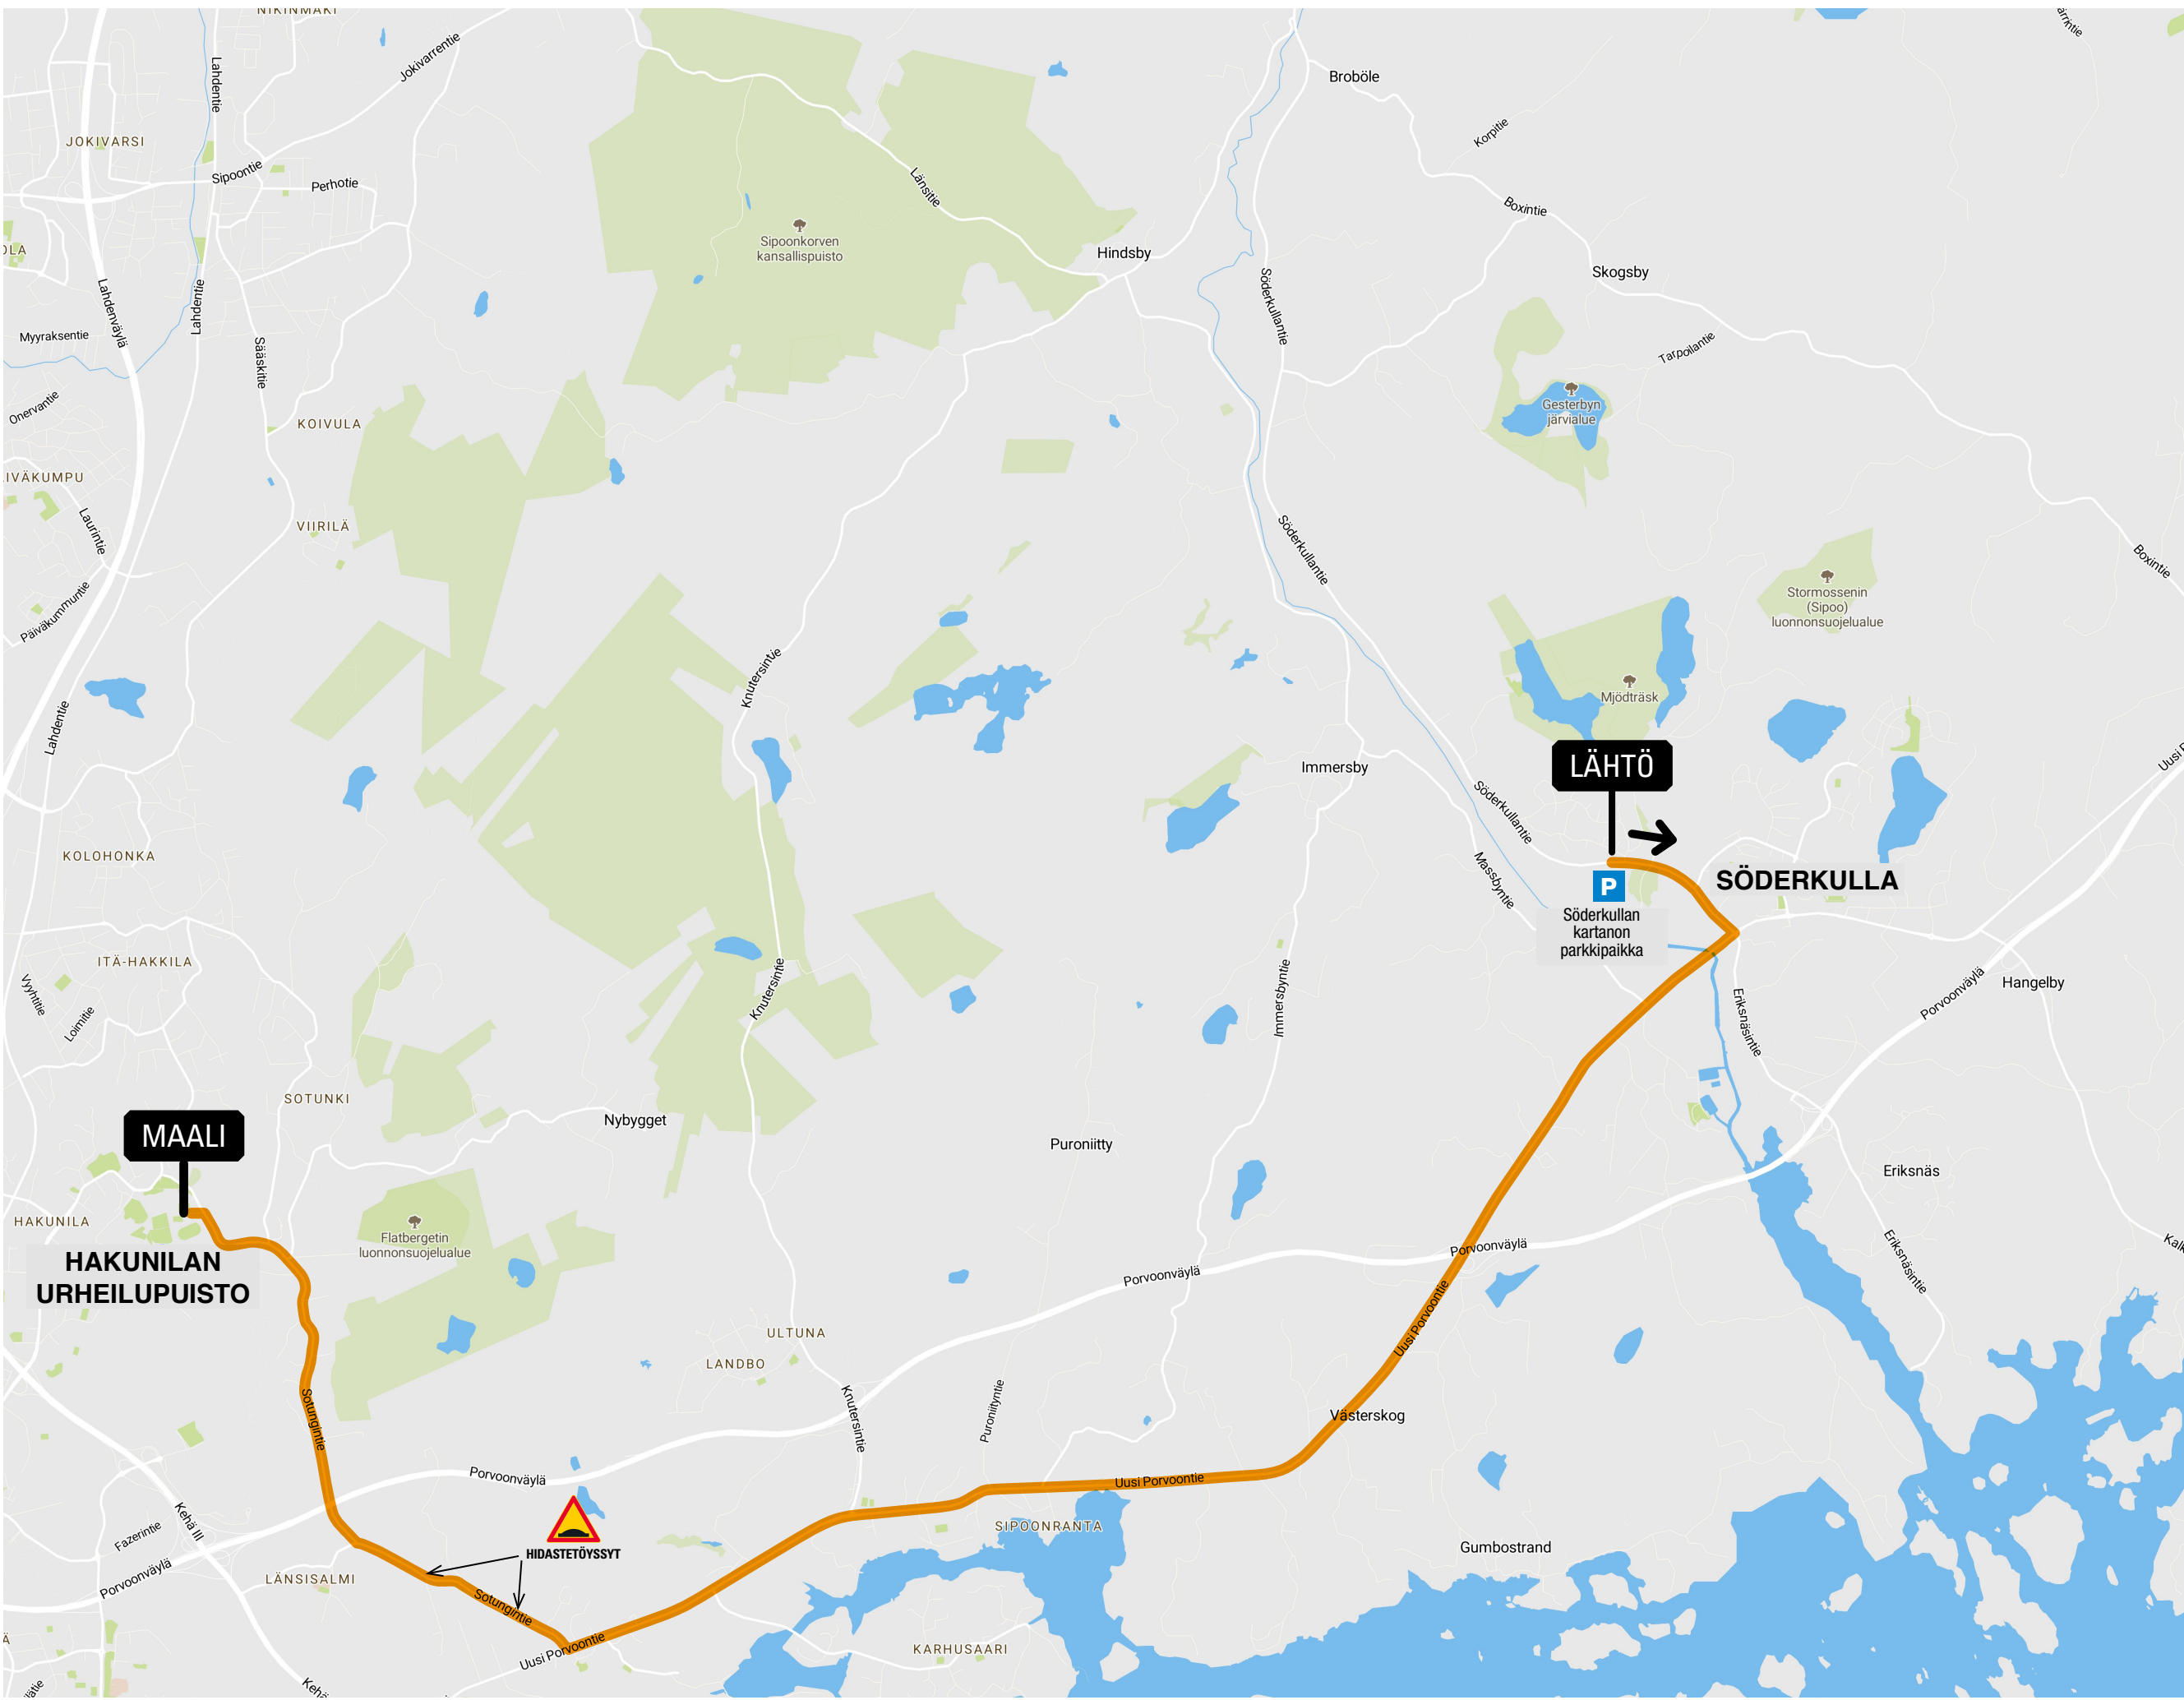 NIKINMÄKI
Jokivarrentie
Lahdentie
JOKIVARSI
Sipoontie
Perhotie
Länsitie
Broböle
Korpitie
Boxintie
Sipoonkorven
kansallispuisto
Hindsby
Skogsby
Söderkullantie
Lahdenväylä
Lahdentie
Myyraksentie
Sääskitie
Tarpoilantie
Onervantie
KOIVULA
Gesterbyn
järvialue
Laurintie
VIIRILÄ
Söderkullantie
Boxintie
Päiväkummuntie
Stormossenin
(Sipoo)
luonnonsuojelualue
Knutersintie
Mjödträsk
Lahdentie
Immersby
LÄHTÖ
Söderkullantie
KOLOHONKA
Massbyntie
P
SÖDERKULLA
Söderkullan
kartanon
parkkipaikka
ITÄ-HAKKILA
Vyyhtitie
Loimitie
Knutersintie
Immersbyntie
Eriksnäsintie
Porvoonväylä
Hangelby
SOTUNKI
Nybygget
MAALI
Puroniitty
Eriksnäs
HAKUNILA
Flatbergetin
luonnonsuojelualue
HAKUNILAN
URHEILUPUISTO
Porvoonväylä
Porvoonväylä
Eriksnäsintie
Uusi Porvoontie
ULTUNA
LANDBO
Knutersintie
Puroniityntie
Västerskog
Sotungintie
Porvoonväylä
Uusi Porvoontie
Kehä III
Fazerintie
HIDASTETÖYSSYT
SIPOONRANTA
Gumbostrand
Porvoonväylä
LÄNSISALMI
Sotungintie
Uusi Porvoontie
KARHUSAARI